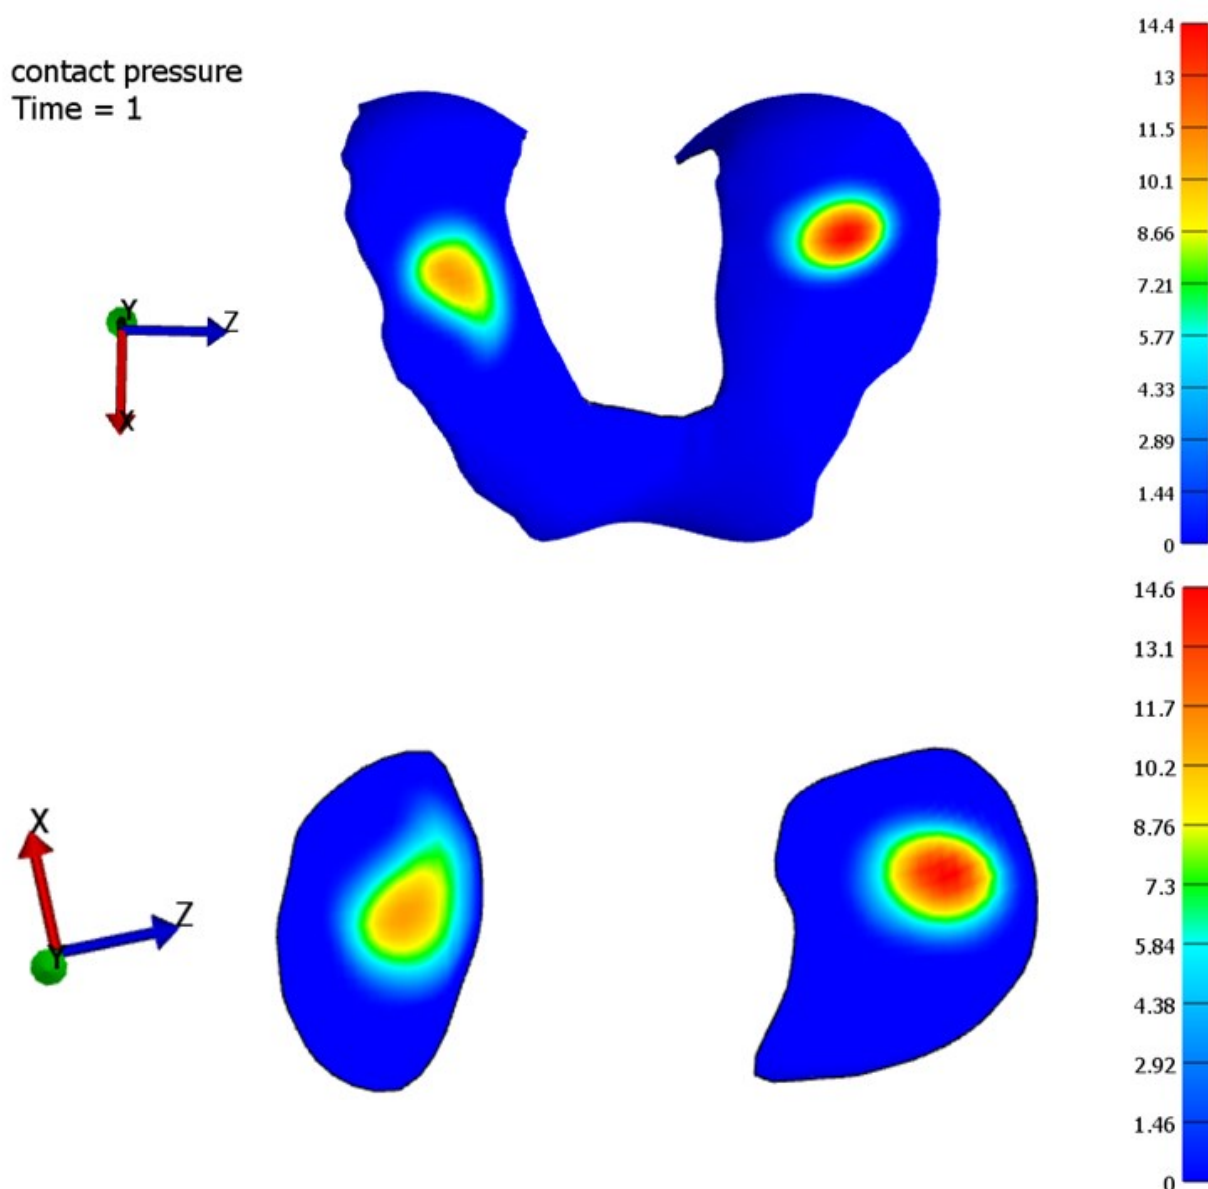 contact pressure
Time = 1
14.4
13
11.5
10.1
8.66
7.21
5.77
4.33
2.89
1.44
0
Y
Z
X
14.6
13.1
11.7
10.2
8.76
7.3
5.84
4.38
2.92
1.46
0
X
Z
Y